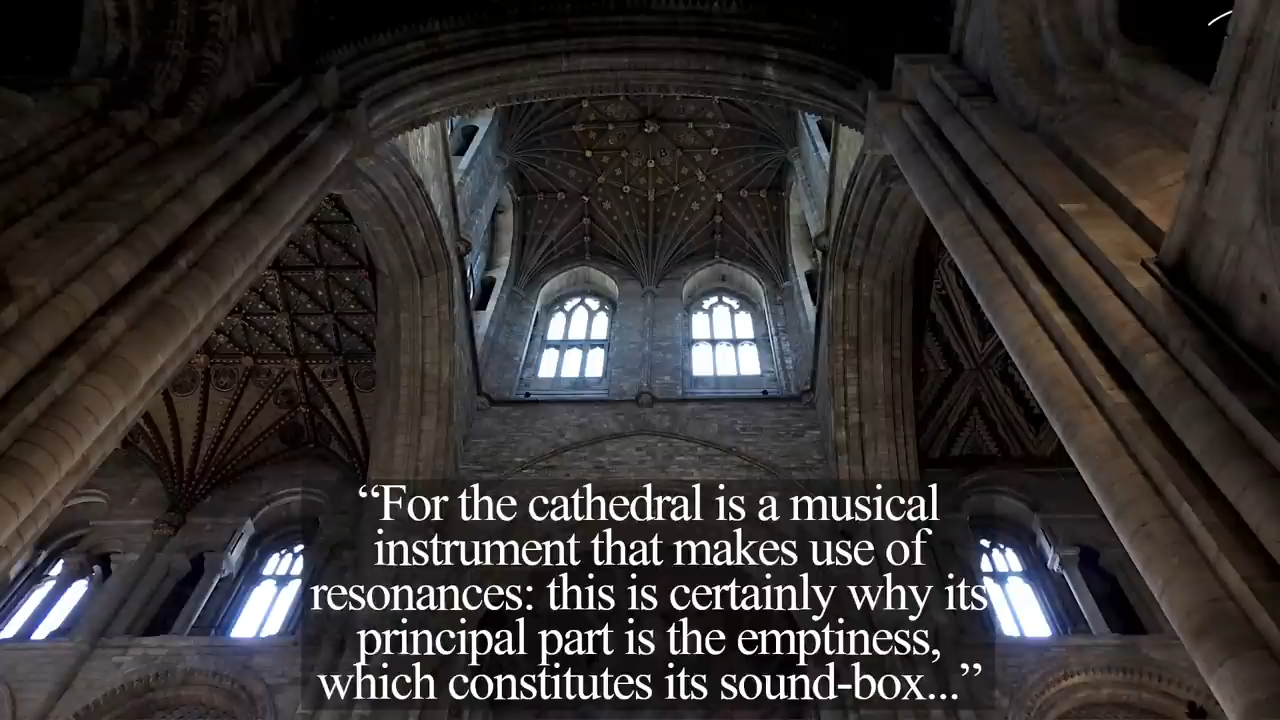 “For the cathedral is a musical
instrument that makes use of
resonances: this is certainly why its
principal part is the emptiness,
which constitutes its sound-box...”